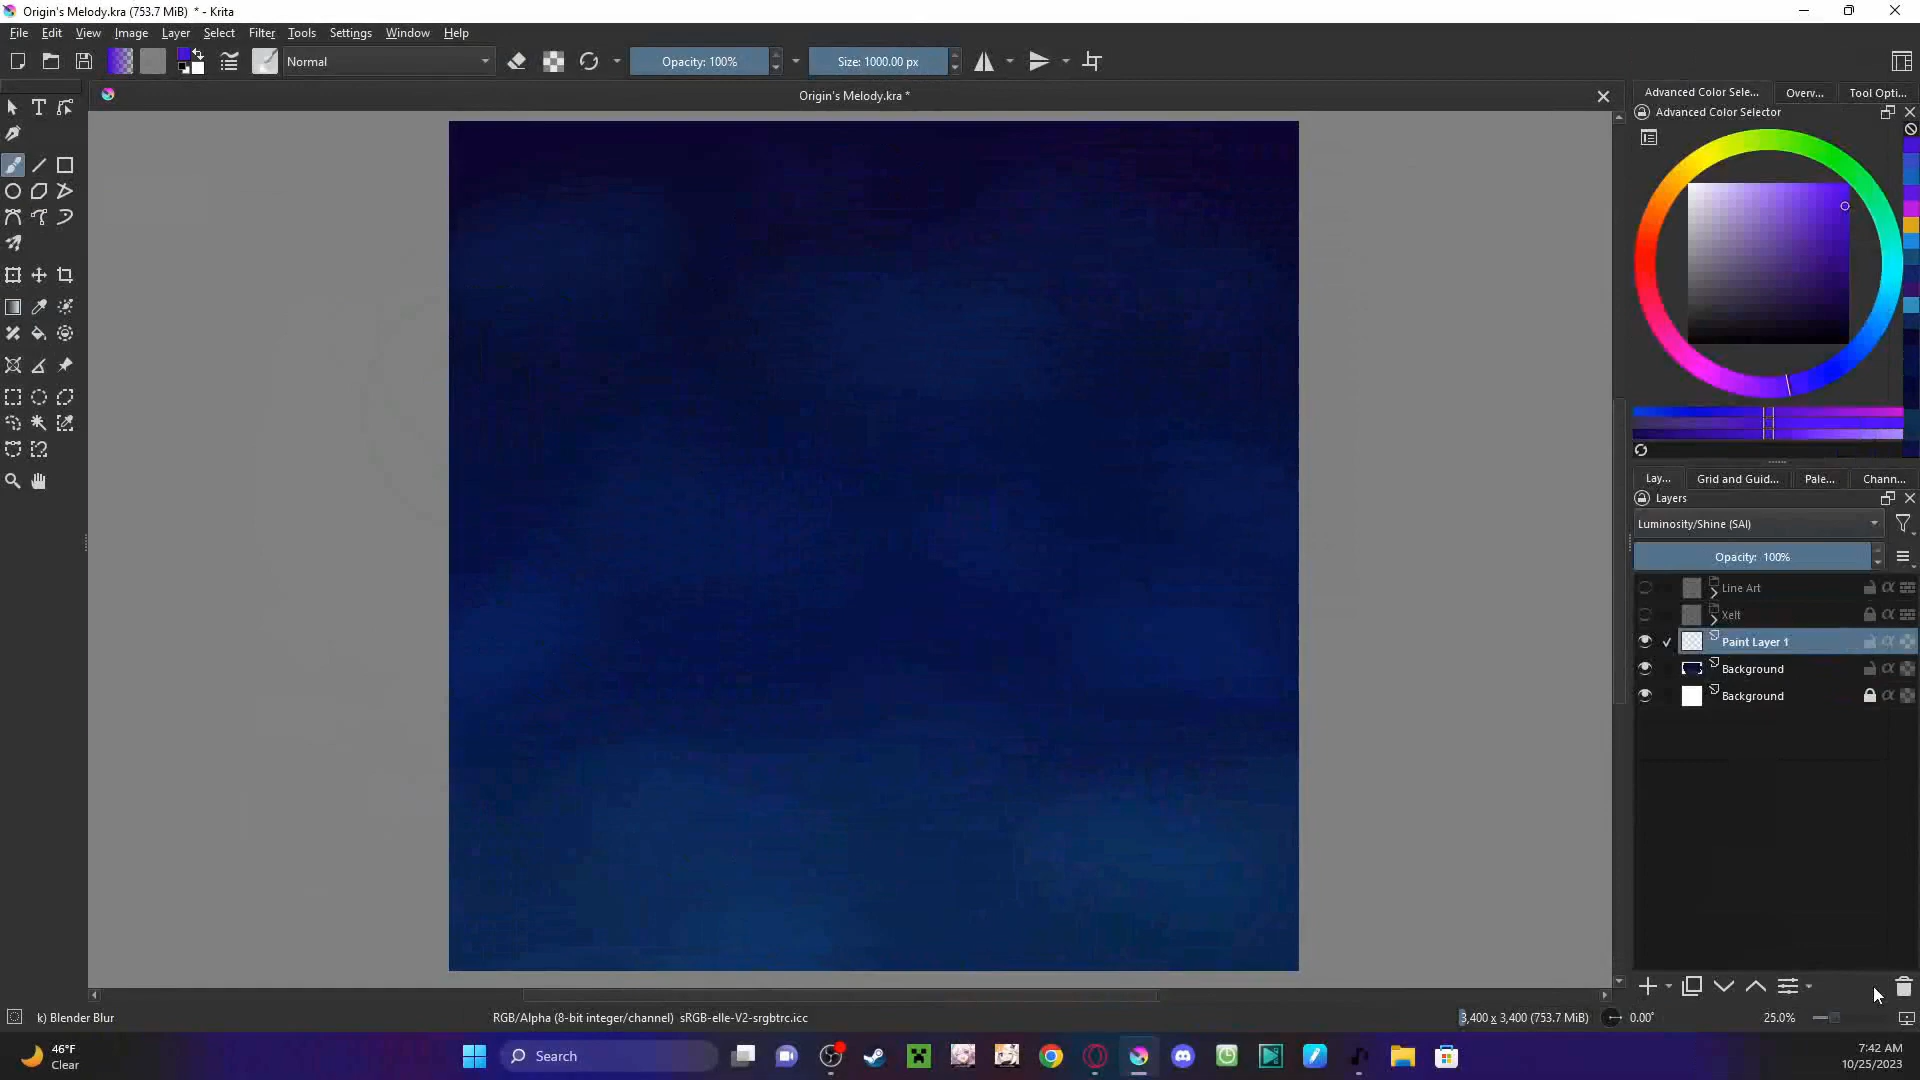 Origin's Melody.kra (753.7 MiB)  * - Krita
File Edit View Image Layer Select Filter Tools Settings Window Help
Normal
Opacity: 100%
Size: 1000.00 px
Origin's Melody.kra *
Advanced Color Sele...
Overv...
Tool Opti...
Advanced Color Selector
Lay...
Grid and Guid...
Pale...
Chann...
Layers
Luminosity/Shine (SAI)
Opacity:  100%
Line Art
Xelt
Paint Layer 1
Background
Background
k) Blender Blur
RGB/Alpha (8-bit integer/channel)  sRGB-elle-V2-srgbtrc.icc
3,400 x 3,400 (753.7 MiB)
0.00°
25.0%
46°F
Clear
Search
7:42 AM
10/25/2023